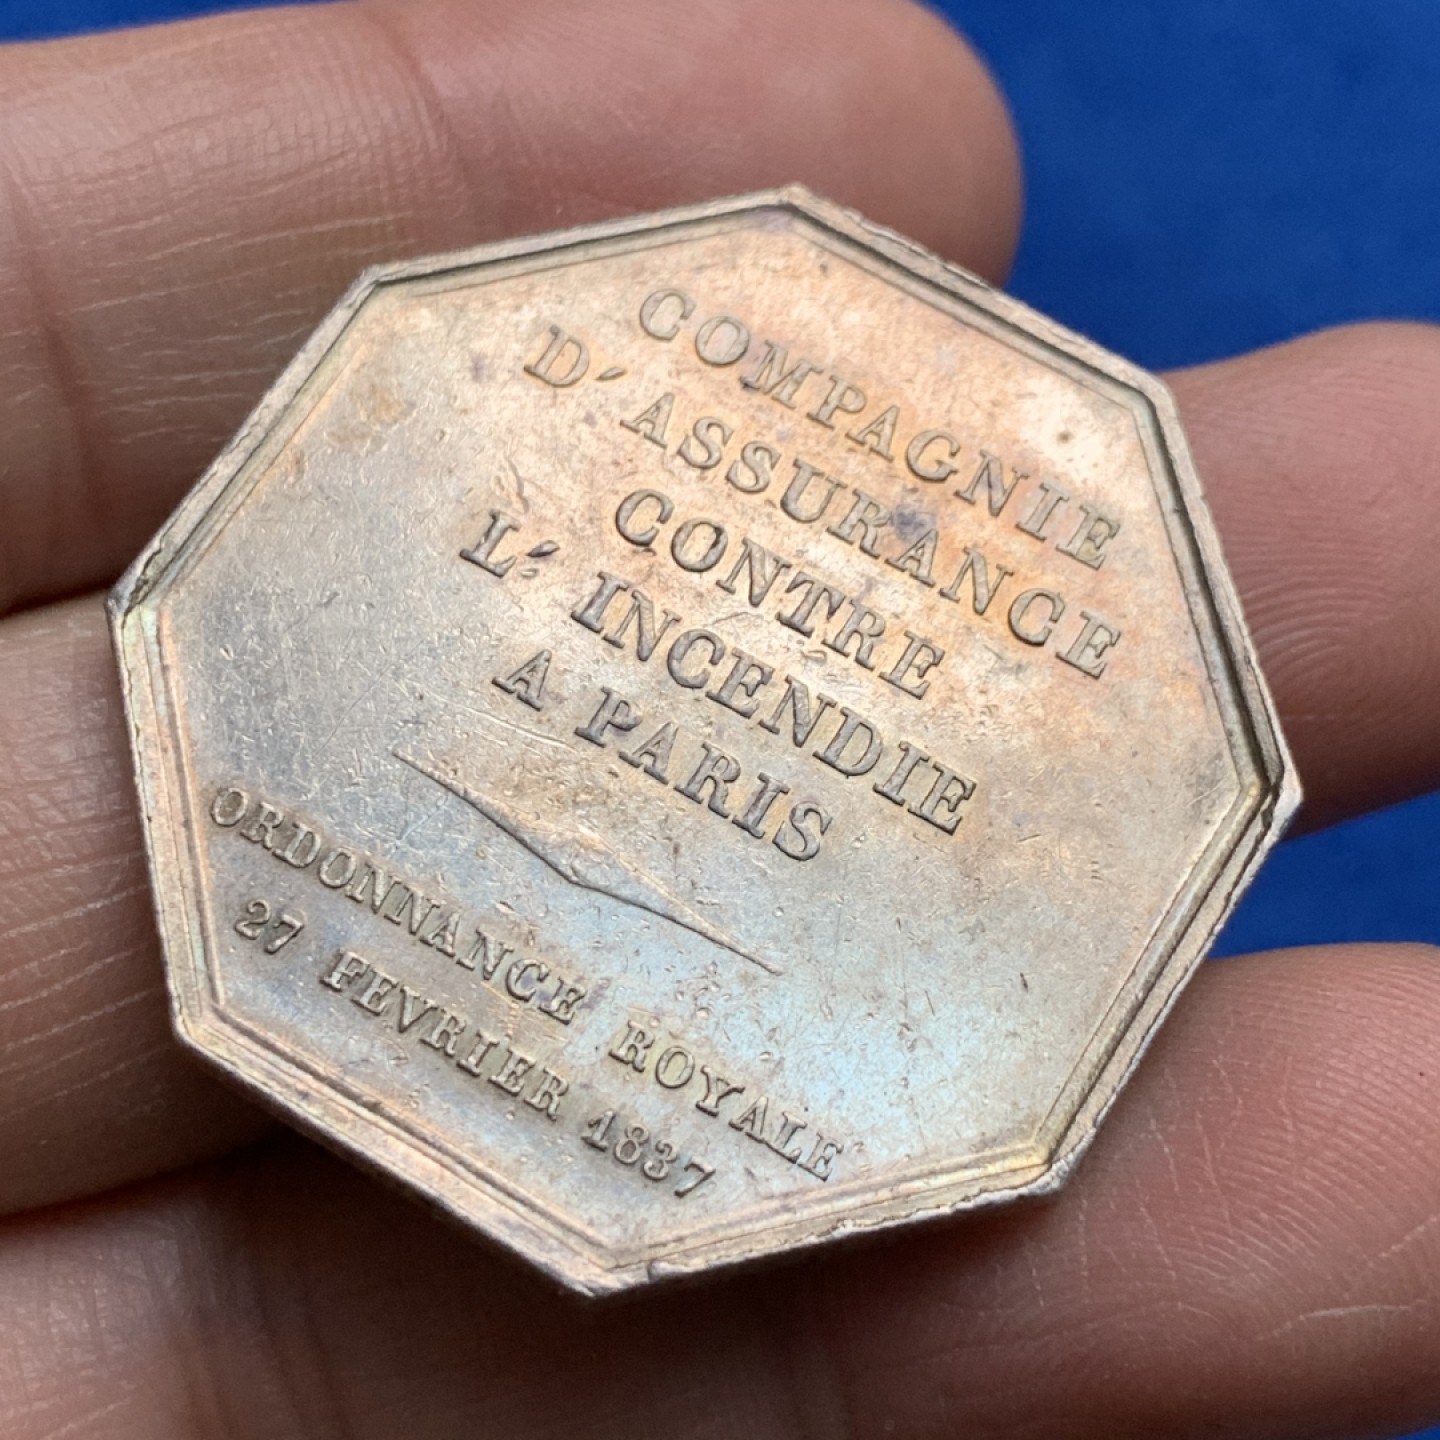 COMPAGNIE
D'ASSURANCE
CONTRE
L'INCENDIE
A PARIS
ORDONNANCE ROYALE
27 FEVRIER 1837